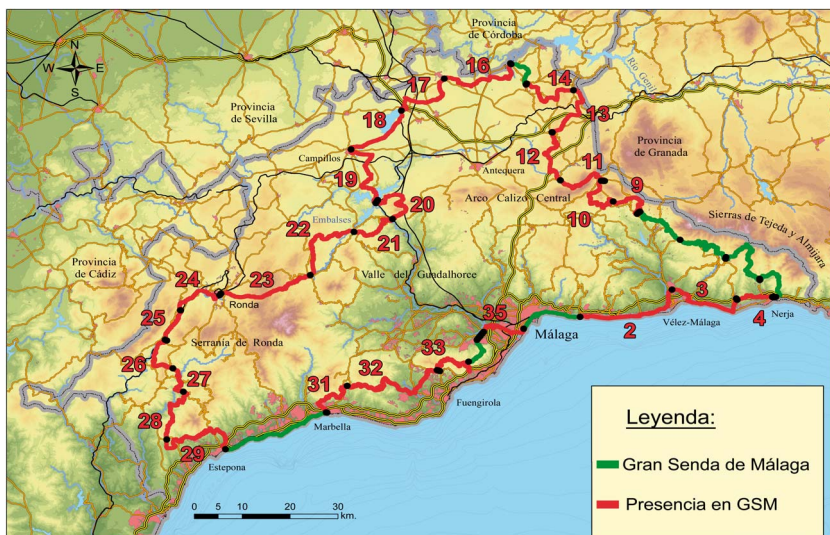 Provincia
de Córdoba
Río Genil
N
W E
S
17
16
14
13
Provincia
de Sevilla
18
Provincia
de Granada
Campillos
12
Antequera
11
19
9
20
Arco Calizo Central
10
Embalses
21
22
Sierras de Tejeda y Almijara
Provincia
de Cádiz
24
23
Valle del Guadalhorce
Ronda
3
25
35
Málaga
2
Vélez-Málaga
4
Nerja
Serranía de Ronda
26
33
32
27
31
Fuengirola
28
Marbella
29
Estepona
0 5 10 20 30
km.
Leyenda:
Gran Senda de Málaga
Presencia en GSM